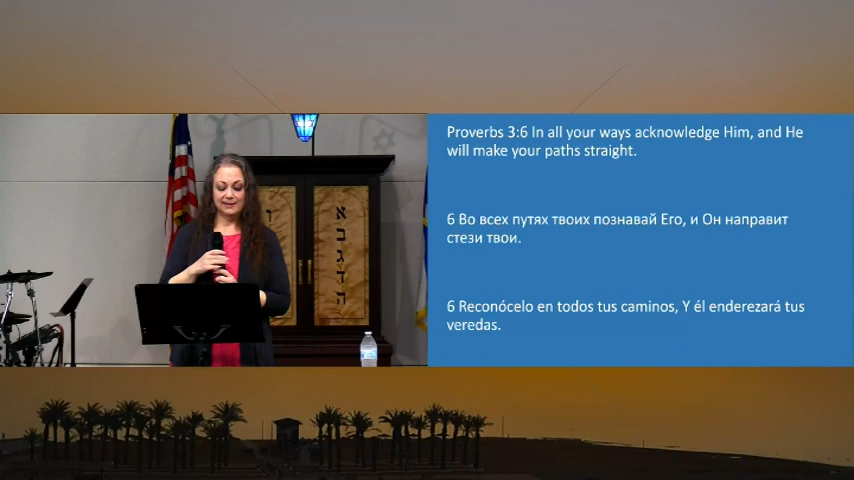 Proverbs 3:6 In all your ways acknowledge Him, and He
will make your paths straight.
6 Во всех путях твоих познавай Его, и Он направит
стези твои.
6 Reconócelo en todos tus caminos, Y él enderezará tus
veredas.
א
ב
ג
ד
ה
ו